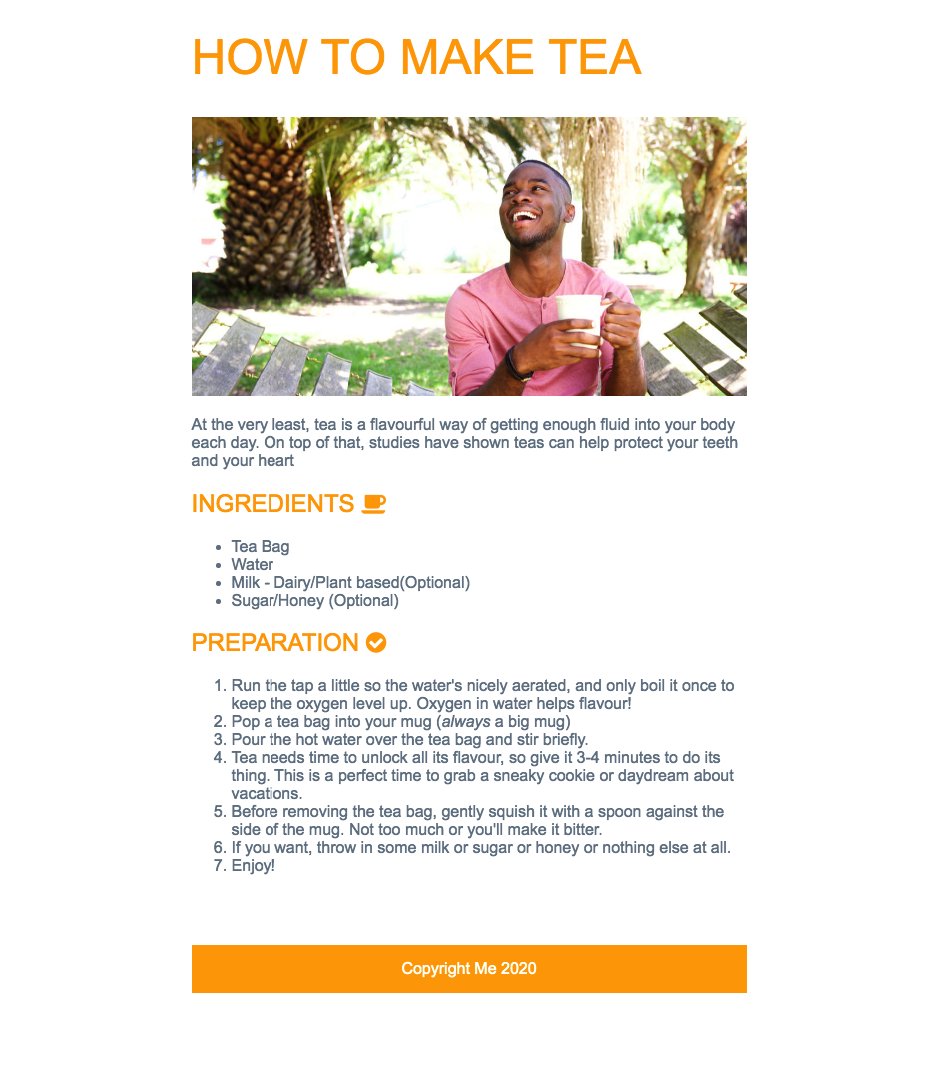 HOW TO MAKE TEA
At the very least, tea is a flavourful way of getting enough fluid into your body
each day. On top of that, studies have shown teas can help protect your teeth
and your heart
INGREDIENTS
• Tea Bag
• Water
• Milk - Dairy/Plant based(Optional)
• Sugar/Honey (Optional)
PREPARATION
1. Run the tap a little so the water's nicely aerated, and only boil it once to
keep the oxygen level up. Oxygen in water helps flavour!
2. Pop a tea bag into your mug (always a big mug)
3. Pour the hot water over the tea bag and stir briefly.
4. Tea needs time to unlock all its flavour, so give it 3-4 minutes to do its
thing. This is a perfect time to grab a sneaky cookie or daydream about
vacations.
5. Before removing the tea bag, gently squish it with a spoon against the
side of the mug. Not too much or you'll make it bitter.
6. If you want, throw in some milk or sugar or honey or nothing else at all.
7. Enjoy!
Copyright Me 2020